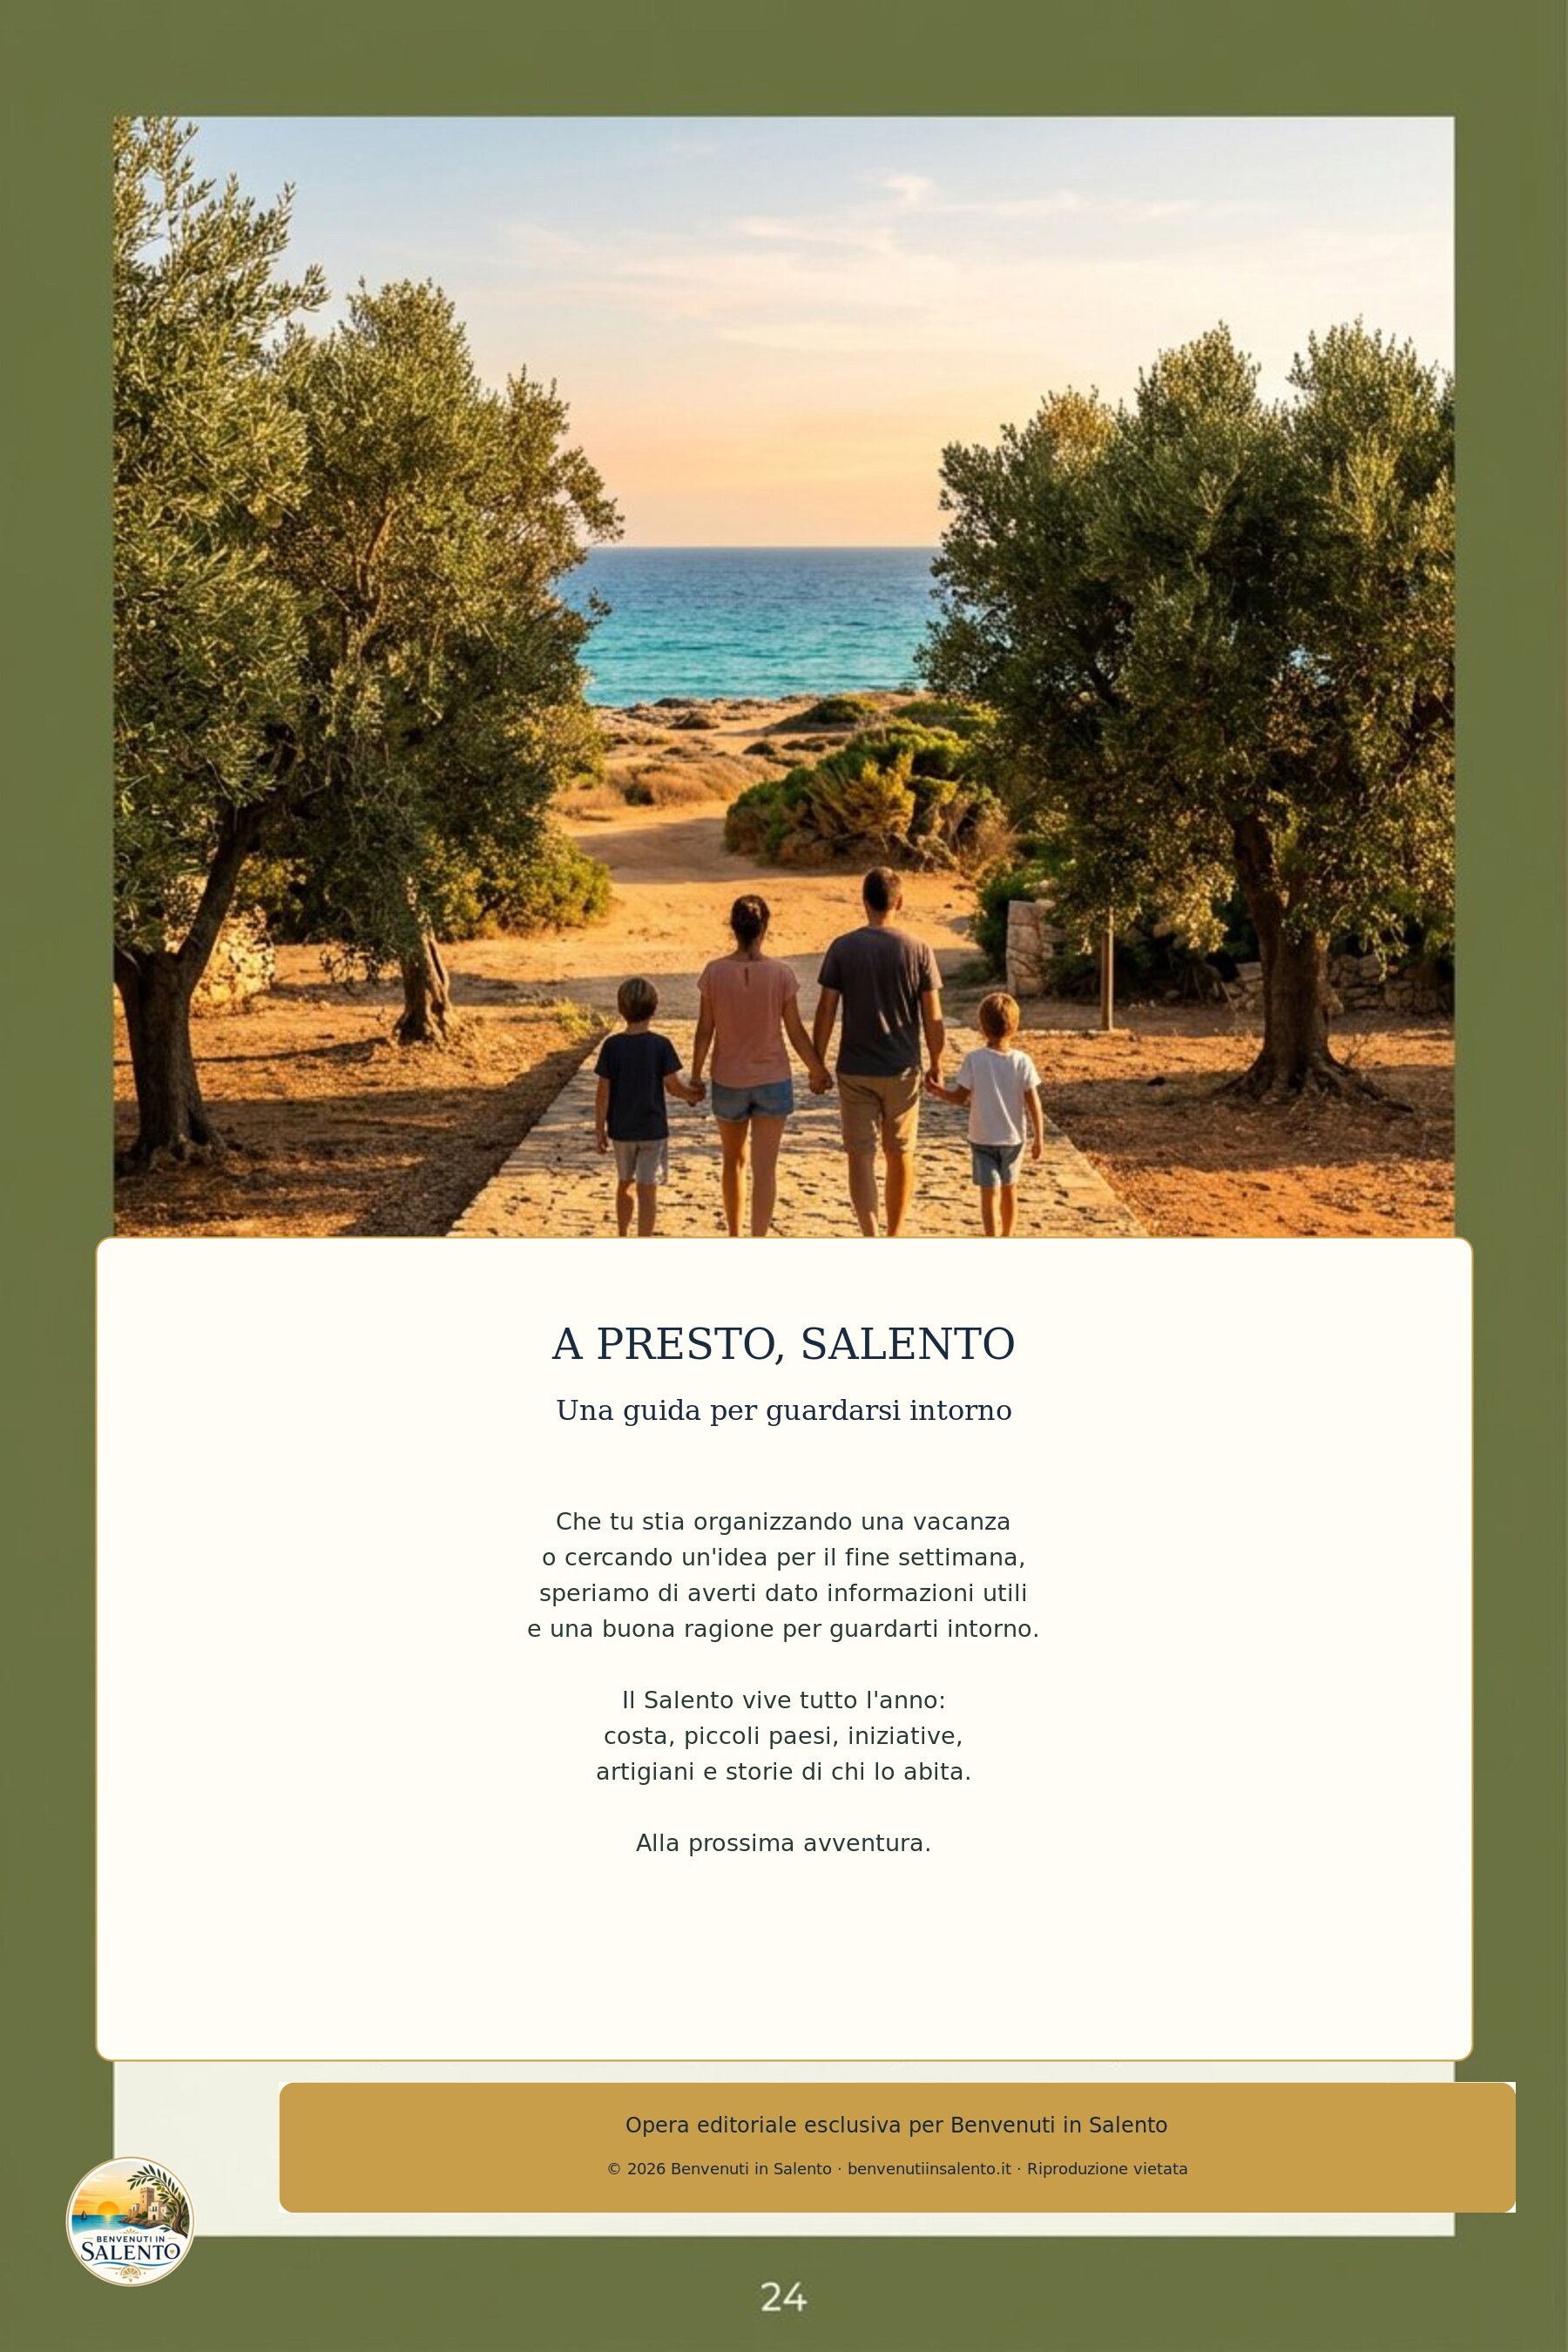 A PRESTO, SALENTO
Una guida per guardarsi intorno
Che tu stia organizzando una vacanza
o cercando un'idea per il fine settimana,
speriamo di averti dato informazioni utili
e una buona ragione per guardarti intorno.
Il Salento vive tutto l'anno:
costa, piccoli paesi, iniziative,
artigiani e storie di chi lo abita.
Alla prossima avventura.
Opera editoriale esclusiva per Benvenuti in Salento
© 2026 Benvenuti in Salento · benvenutiinsalento.it · Riproduzione vietata
BENVENUTI IN
SALENTO
24